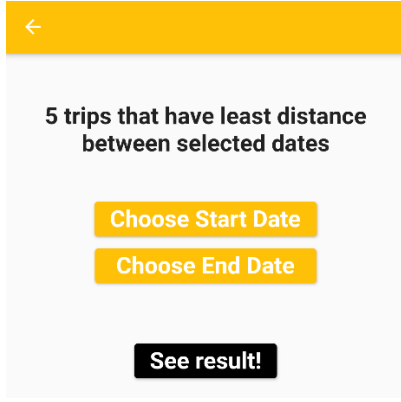 5 trips that have least distance
between selected dates
Choose Start Date
Choose End Date
See result!